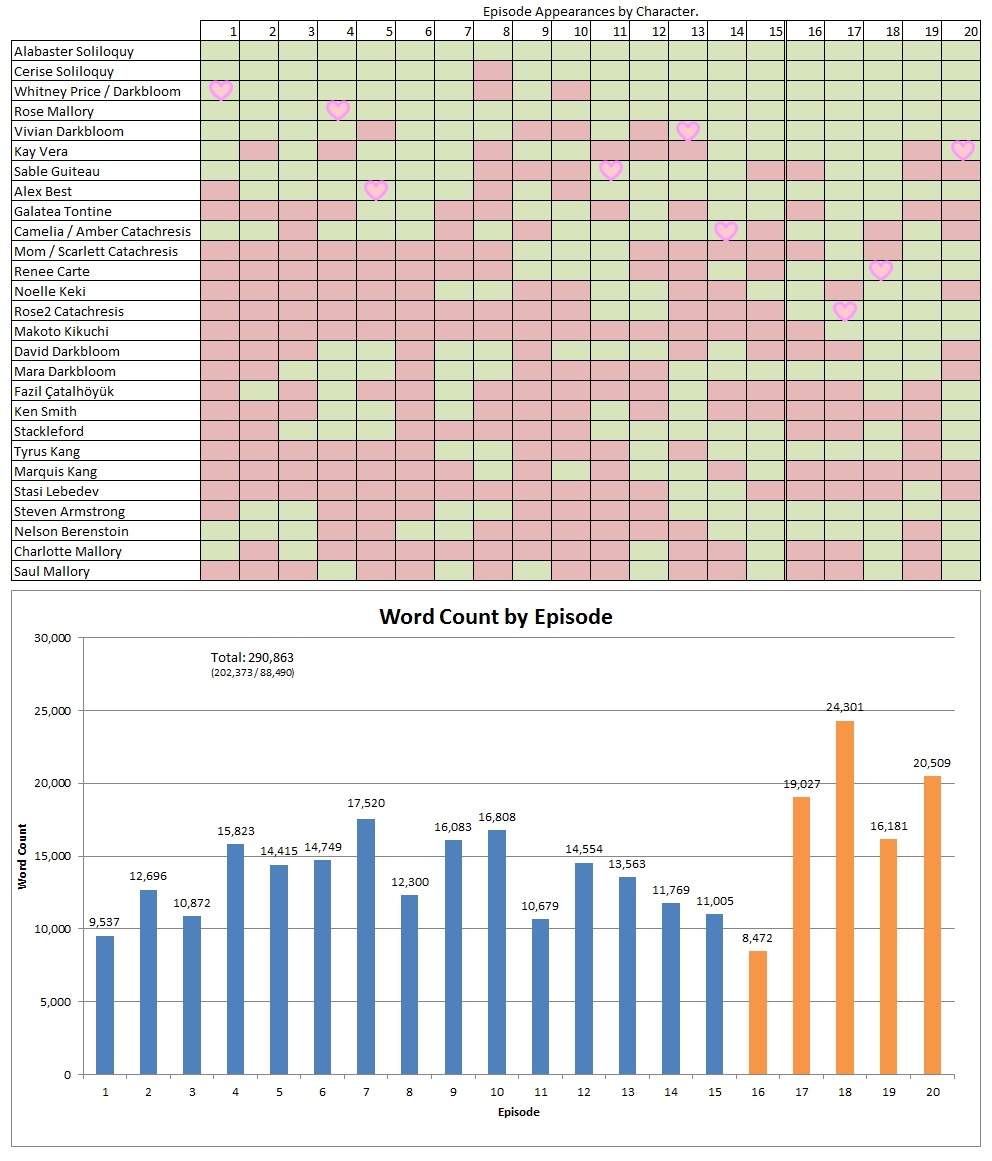 Episode Appearances by Character.
1 2 3 4 5 6 7 8 9 10 11 12 13 14 15 16 17 18 19 20
Alabaster Soliloquy
Cerise Soliloquy
Whitney Price / Darkbloom
Rose Mallory
Vivian Darkbloom
Kay Vera
Sable Guiteau
Alex Best
Galatea Tontine
Camelia / Amber Catachresis
Mom / Scarlett Catachresis
Renee Carte
Noelle Keki
Rose2 Catachresis
Makoto Kikuchi
David Darkbloom
Mara Darkbloom
Fazil Çatalhöyük
Ken Smith
Stackleford
Tyrus Kang
Marquis Kang
Stasi Lebedev
Steven Armstrong
Nelson Berenstoin
Charlotte Mallory
Saul Mallory
Word Count by Episode
Total: 290,863
(202,373 / 88,490)
Word Count
30,000
25,000
20,000
15,000
10,000
5,000
0
9,537
12,696
10,872
15,823
14,415
14,749
17,520
12,300
16,083
16,808
10,679
14,554
13,563
11,769
11,005
8,472
19,027
24,301
16,181
20,509
1 2 3 4 5 6 7 8 9 10 11 12 13 14 15 16 17 18 19 20
Episode